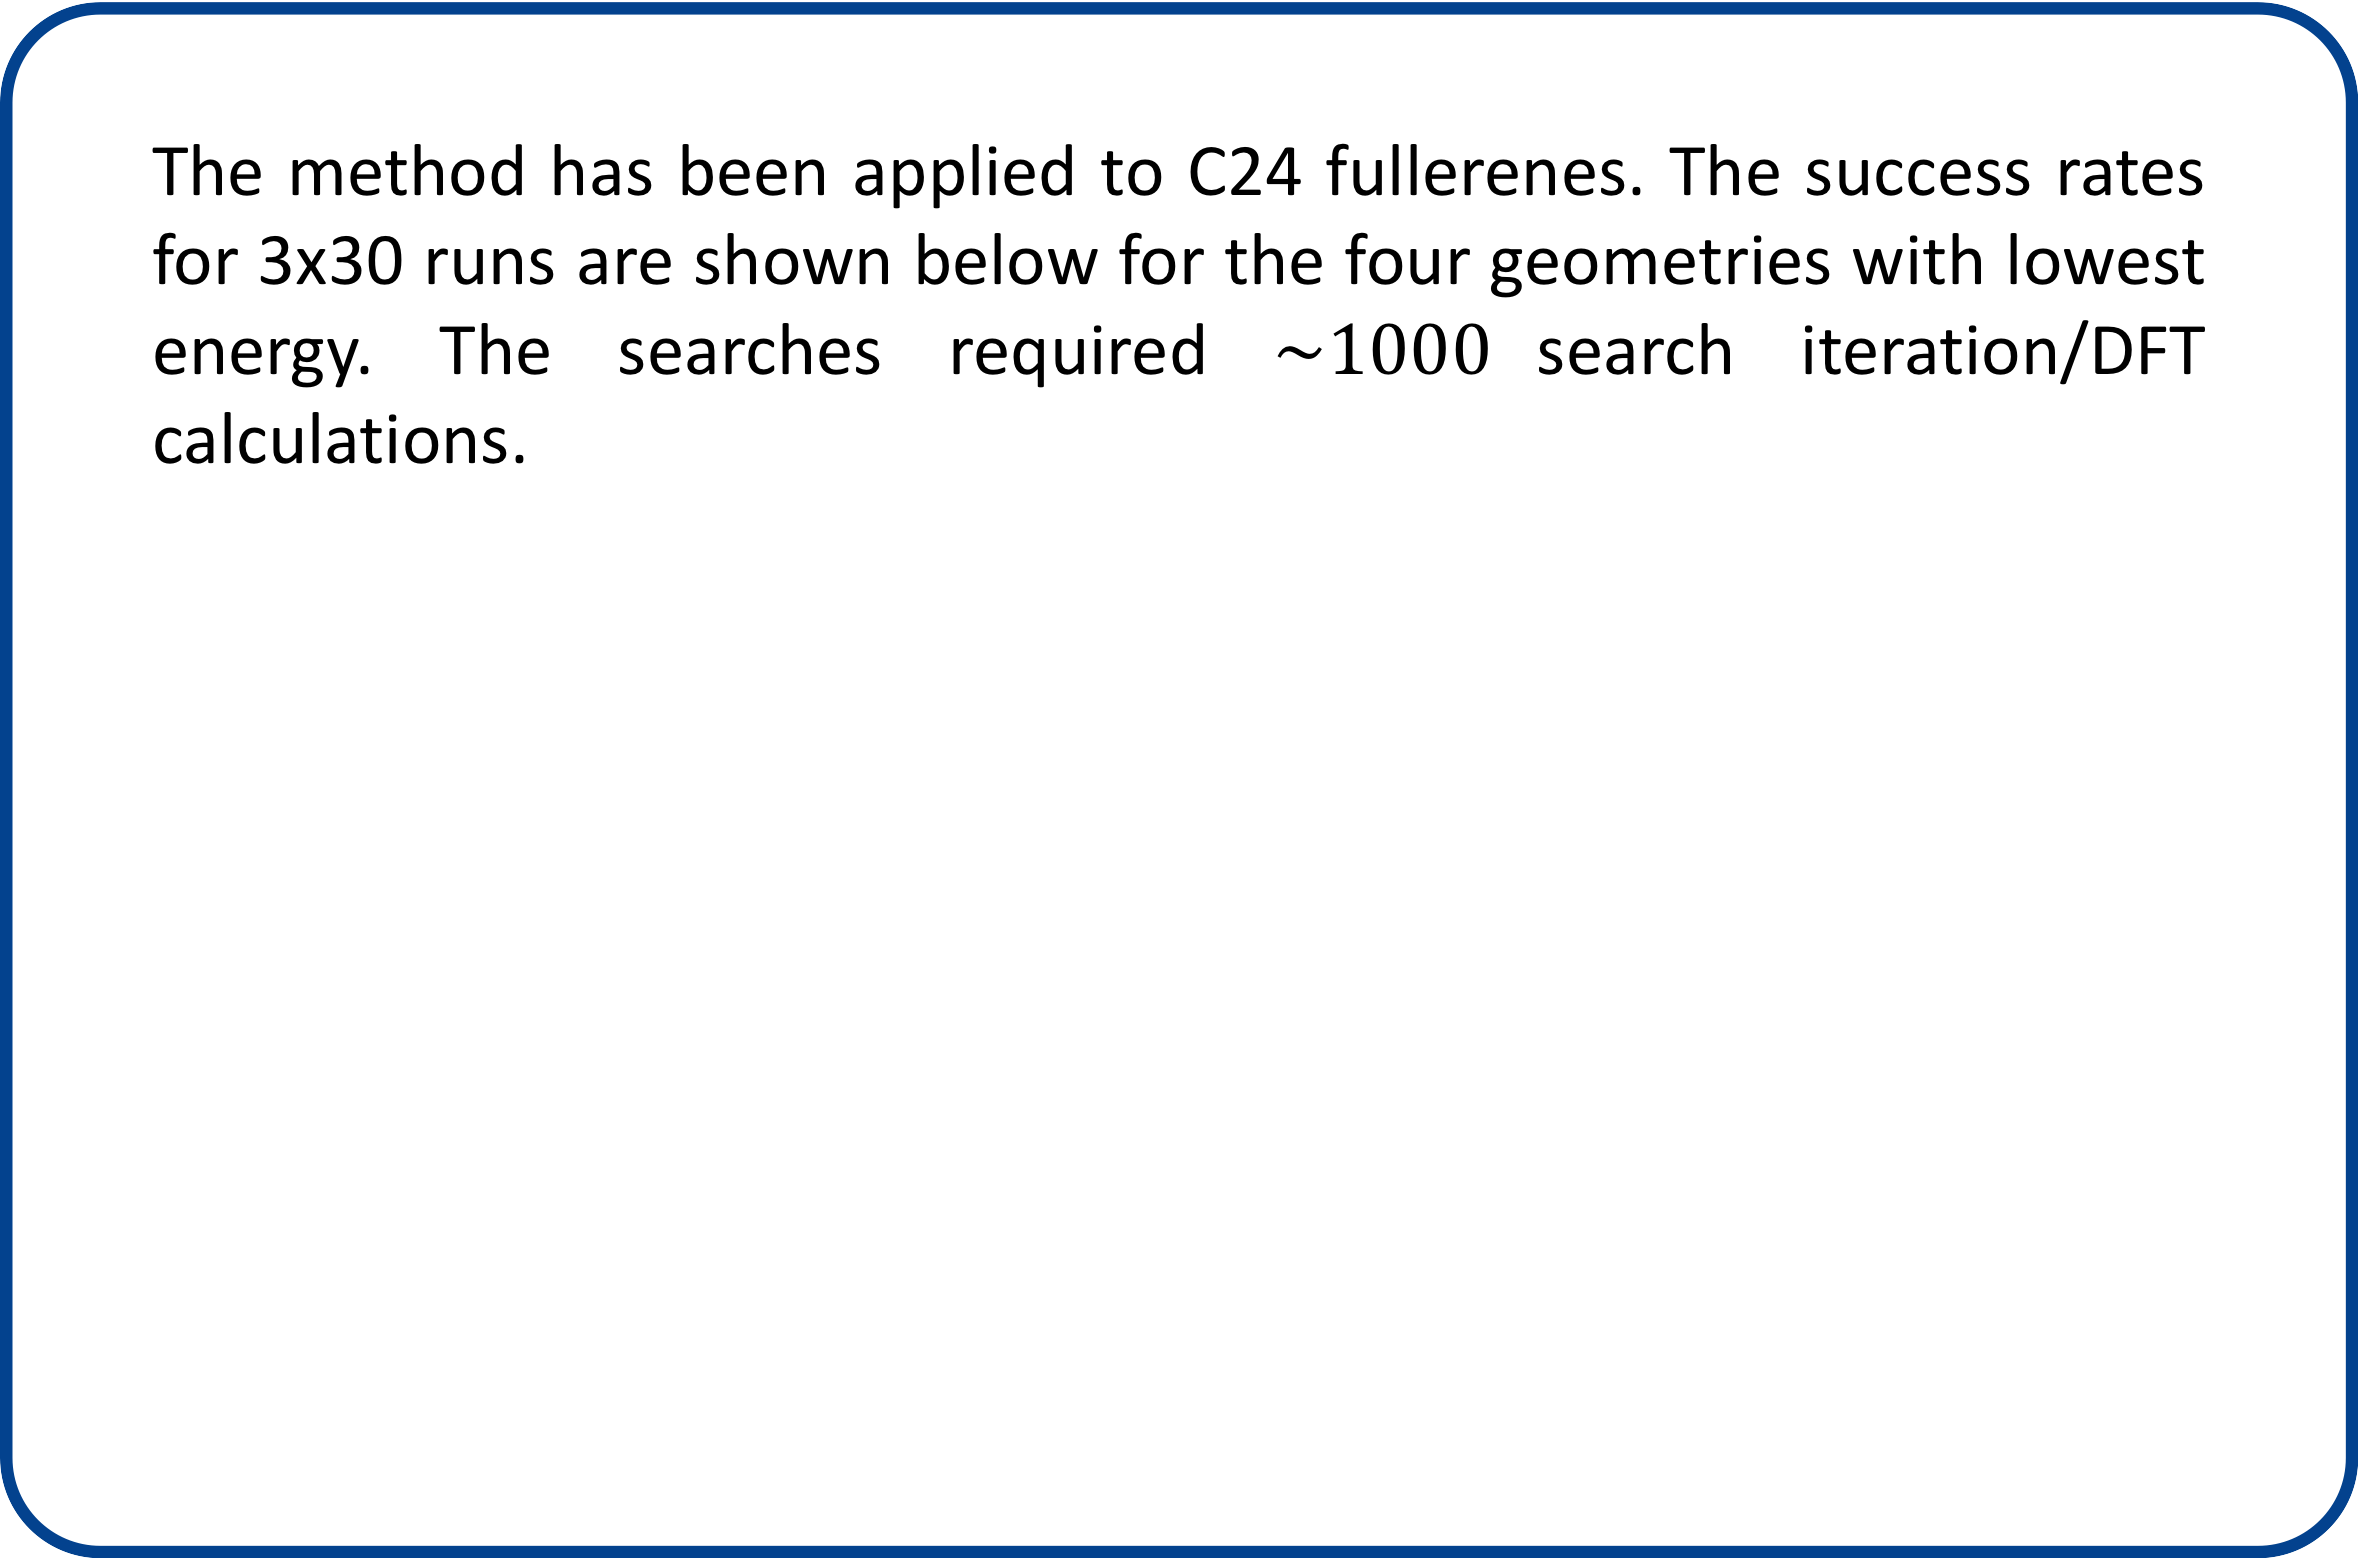 The method has been applied to C24 fullerenes. The success rates
for 3x30 runs are shown below for the four geometries with lowest
energy. The searches required ~1000 search iteration/DFT
calculations.